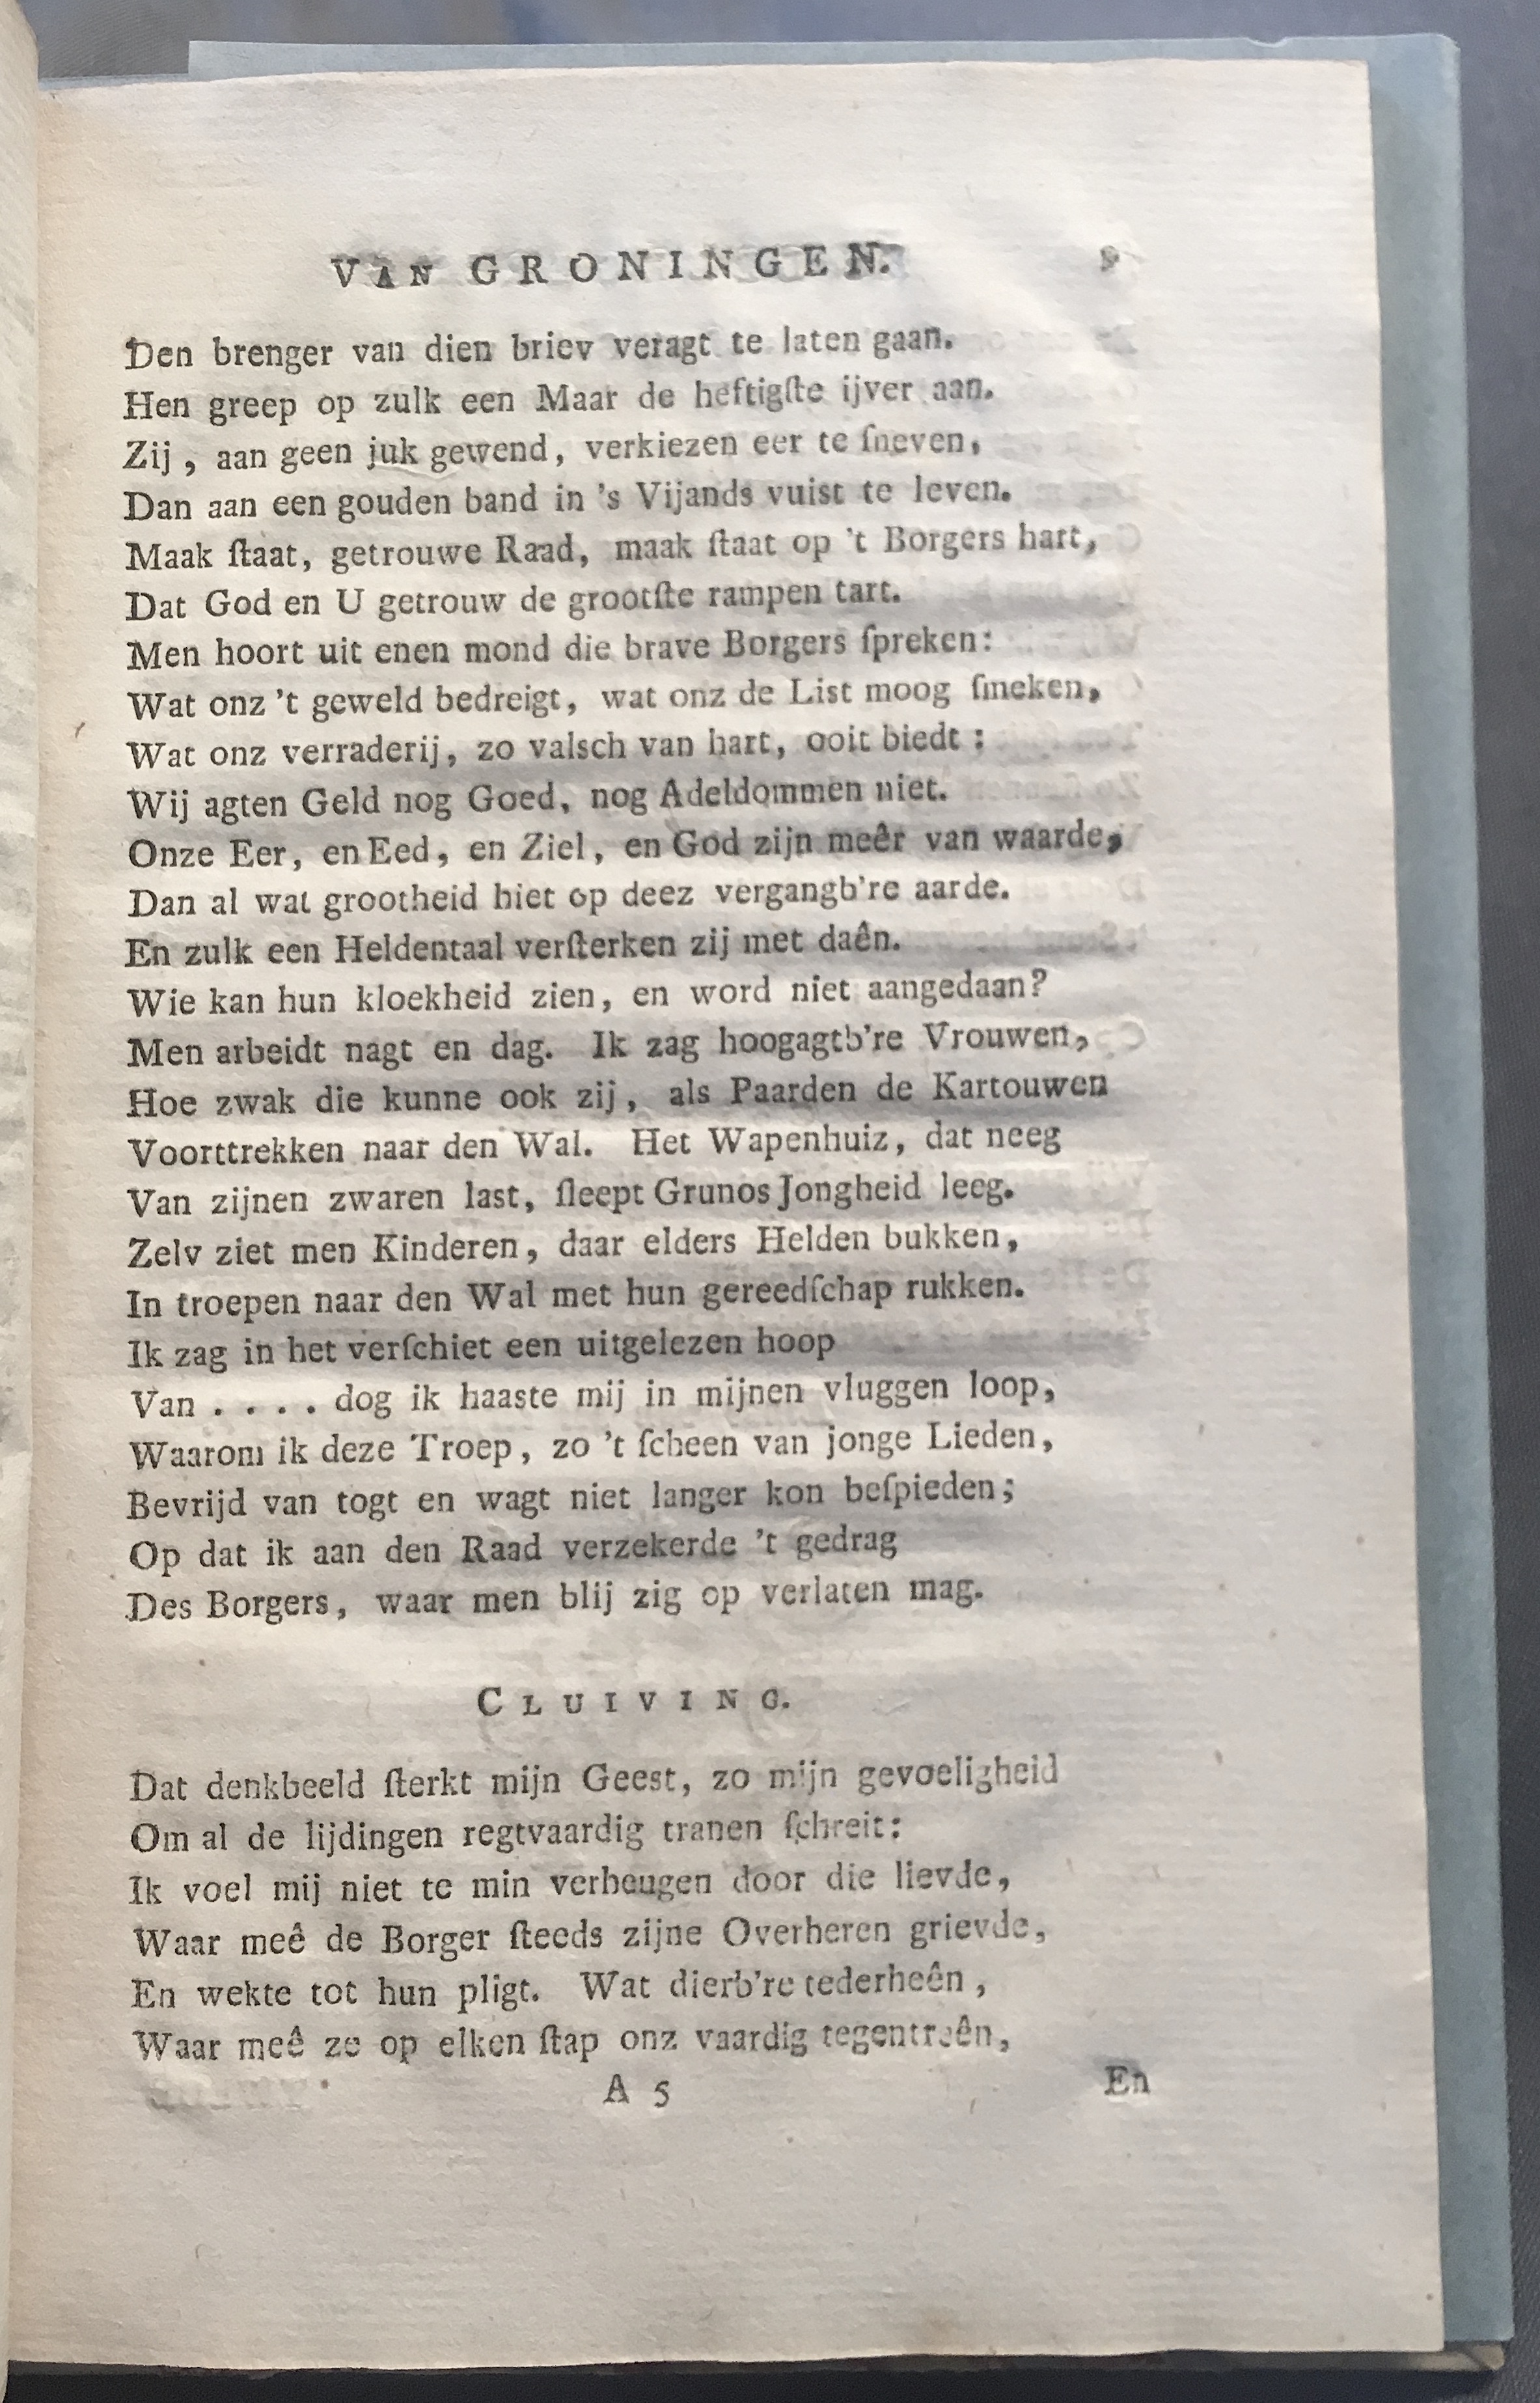 VAN GRONINGEN. 9
Den brenger van dien briev veragt te laten gaan.
Hen greep op zulk een Maar de heftigſte ijver aan.
Zij, aan geen juk gewend, verkiezen eer te ſneven,
Dan aan een gouden band in 's Vijands vuist te leven.
Maak ſtaat, getrouwe Raad, maak ſtaat op 't Borgers hart,
Dat God en U getrouw de grootſte rampen tart.
Men hoort uit enen mond die brave Borgers ſpreken:
Wat onz 't geweld bedreigt, wat onz de List moog ſmeken,
Wat onz verraderij, zo valsch van hart, ooit biedt:
Wij agten Geld nog Goed, nog Adeldommen niet.
Onze Eer, en Eed, en Ziel, en God zijn meêr van waarde,
Dan al wat grootheid hiet op deez vergangb're aarde.
En zulk een Heldentaal verſterken zij met daên.
Wie kan hun kloekheid zien, en word niet aangedaan?
Men arbeidt nagt en dag. Ik zag hoogagtb're Vrouwen,
Hoe zwak die kunne ook zij, als Paarden de Kartouwen
Voorttrekken naar den Wal. Het Wapenhuiz, dat neeg
Van zijnen zwaren last, ſleept Grunos Jongheid leeg.
Zelv ziet men Kinderen, daar elders Helden bukken,
In troepen naar den Wal met hun gereedſchap rukken.
Ik zag in het verſchiet een uitgelezen hoop
Van . . . . dog ik haaste mij in mijnen vluggen loop,
Waarom ik deze Troep, zo 't ſcheen van jonge Lieden,
Bevrijd van togt en wagt niet langer kon beſpieden;
Op dat ik aan den Raad verzekerde 't gedrag
Des Borgers, waar men blij zig op verlaten mag.
CLUIVING.
Dat denkbeeld ſterkt mijn Geest, zo mijn gevoeligheid
Om al de lijdingen regtvaardig tranen ſchreit:
Ik voel mij niet te min verheugen door die lievde,
Waar meê de Borger ſteeds zijne Overheren grievde,
En wekte tot hun pligt. Wat dierb're tederheên,
Waar meê ze op elken ſtap onz vaardig tegentreên,
A 5 En